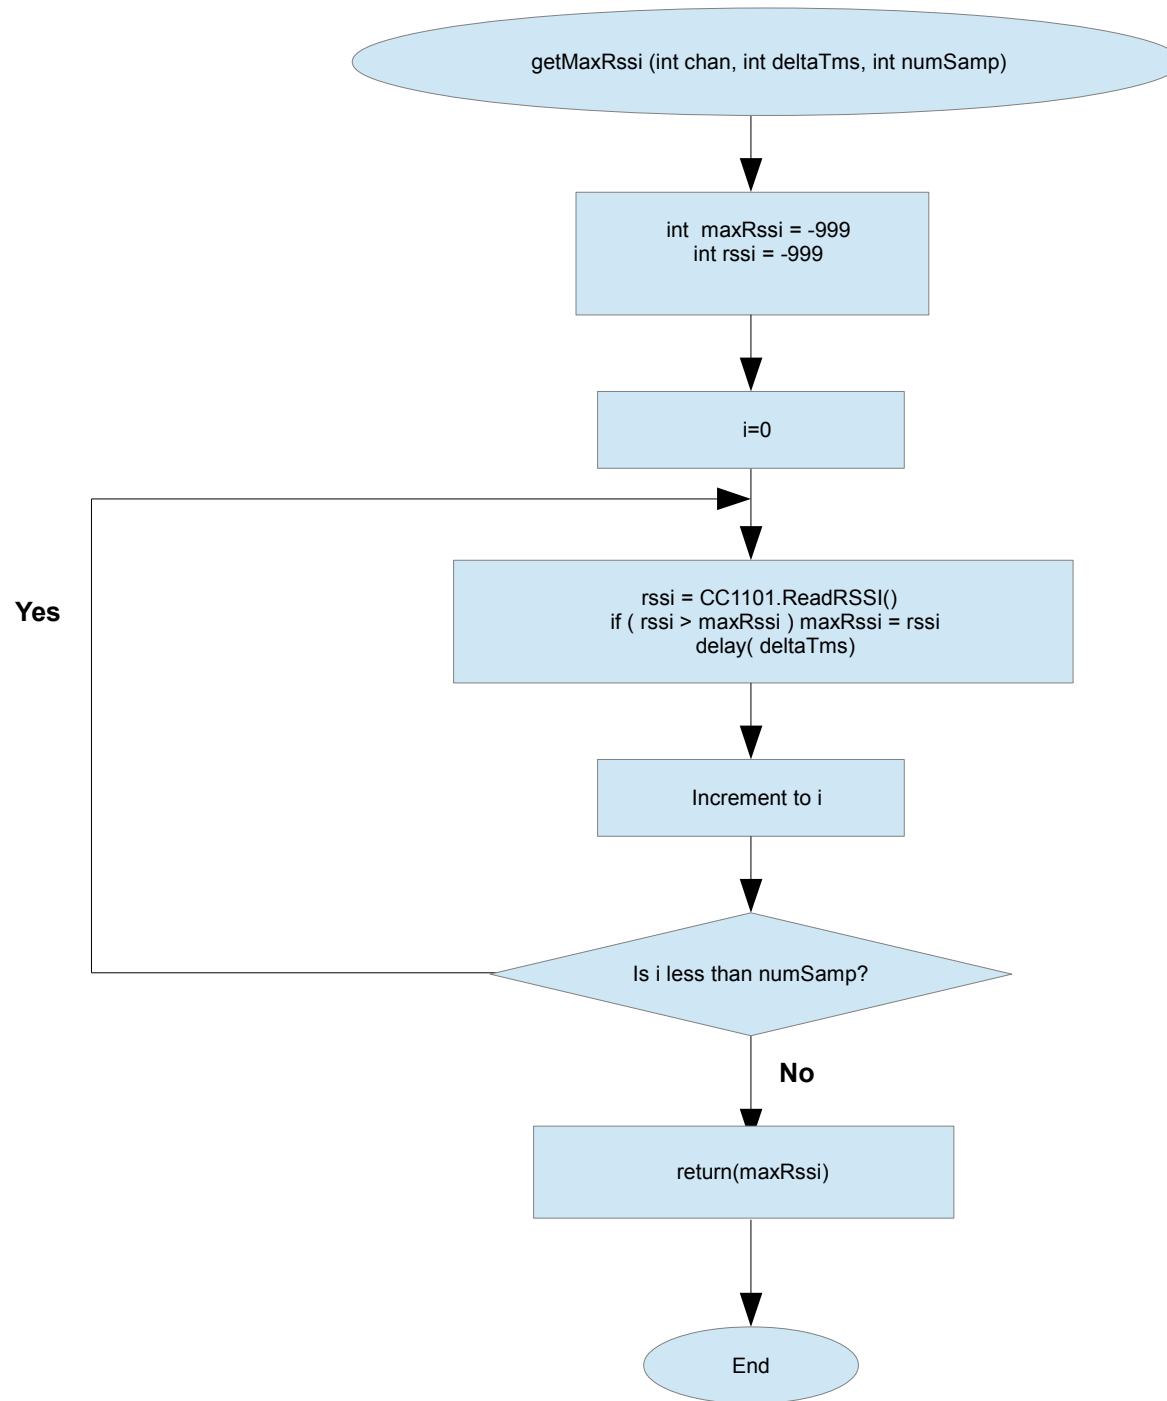 getMaxRssi (int chan, int deltaTms, int numSamp)
int  maxRssi = -999
int rssi = -999
i=0
Yes
rssi = CC1101.ReadRSSI()
if ( rssi > maxRssi ) maxRssi = rssi
delay( deltaTms)
Increment to i
Is i less than numSamp?
No
return(maxRssi)
End